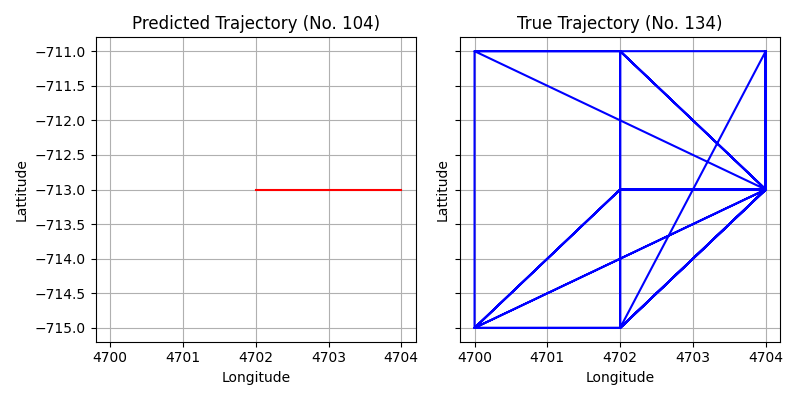 Predicted Trajectory (No. 104)
True Trajectory (No. 134)
Lattitude
−711.0
−711.5
−712.0
−712.5
−713.0
−713.5
−714.0
−714.5
−715.0
4700 4701 4702 4703 4704
Longitude
Lattitude
4700 4701 4702 4703 4704
Longitude